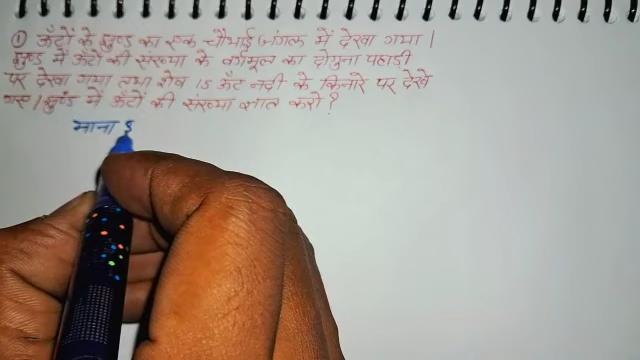 ① ऊँटों के झुण्ड का एक चौथाई जंगल में देखा गया।
झुण्ड में ऊँटों की संख्या के वर्गमूल का दोगुना पहाडी
पर देखा गया तथा शेष 15 ऊँट नदी के किनारे पर देखे
गए। झुण्ड में ऊँटों की संख्या ज्ञात करो?
माना